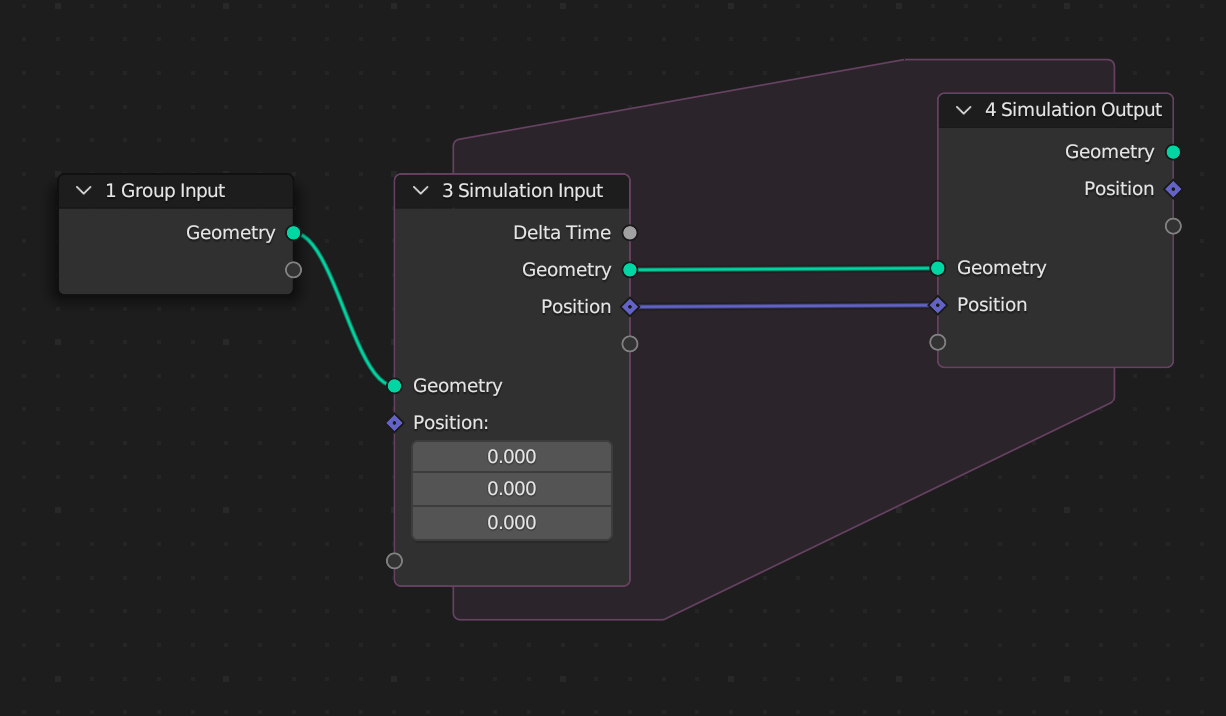 1 Group Input
Geometry
3 Simulation Input
Delta Time
Geometry
Position
Geometry
Position:
0.000
0.000
0.000
4 Simulation Output
Geometry
Position
Geometry
Position